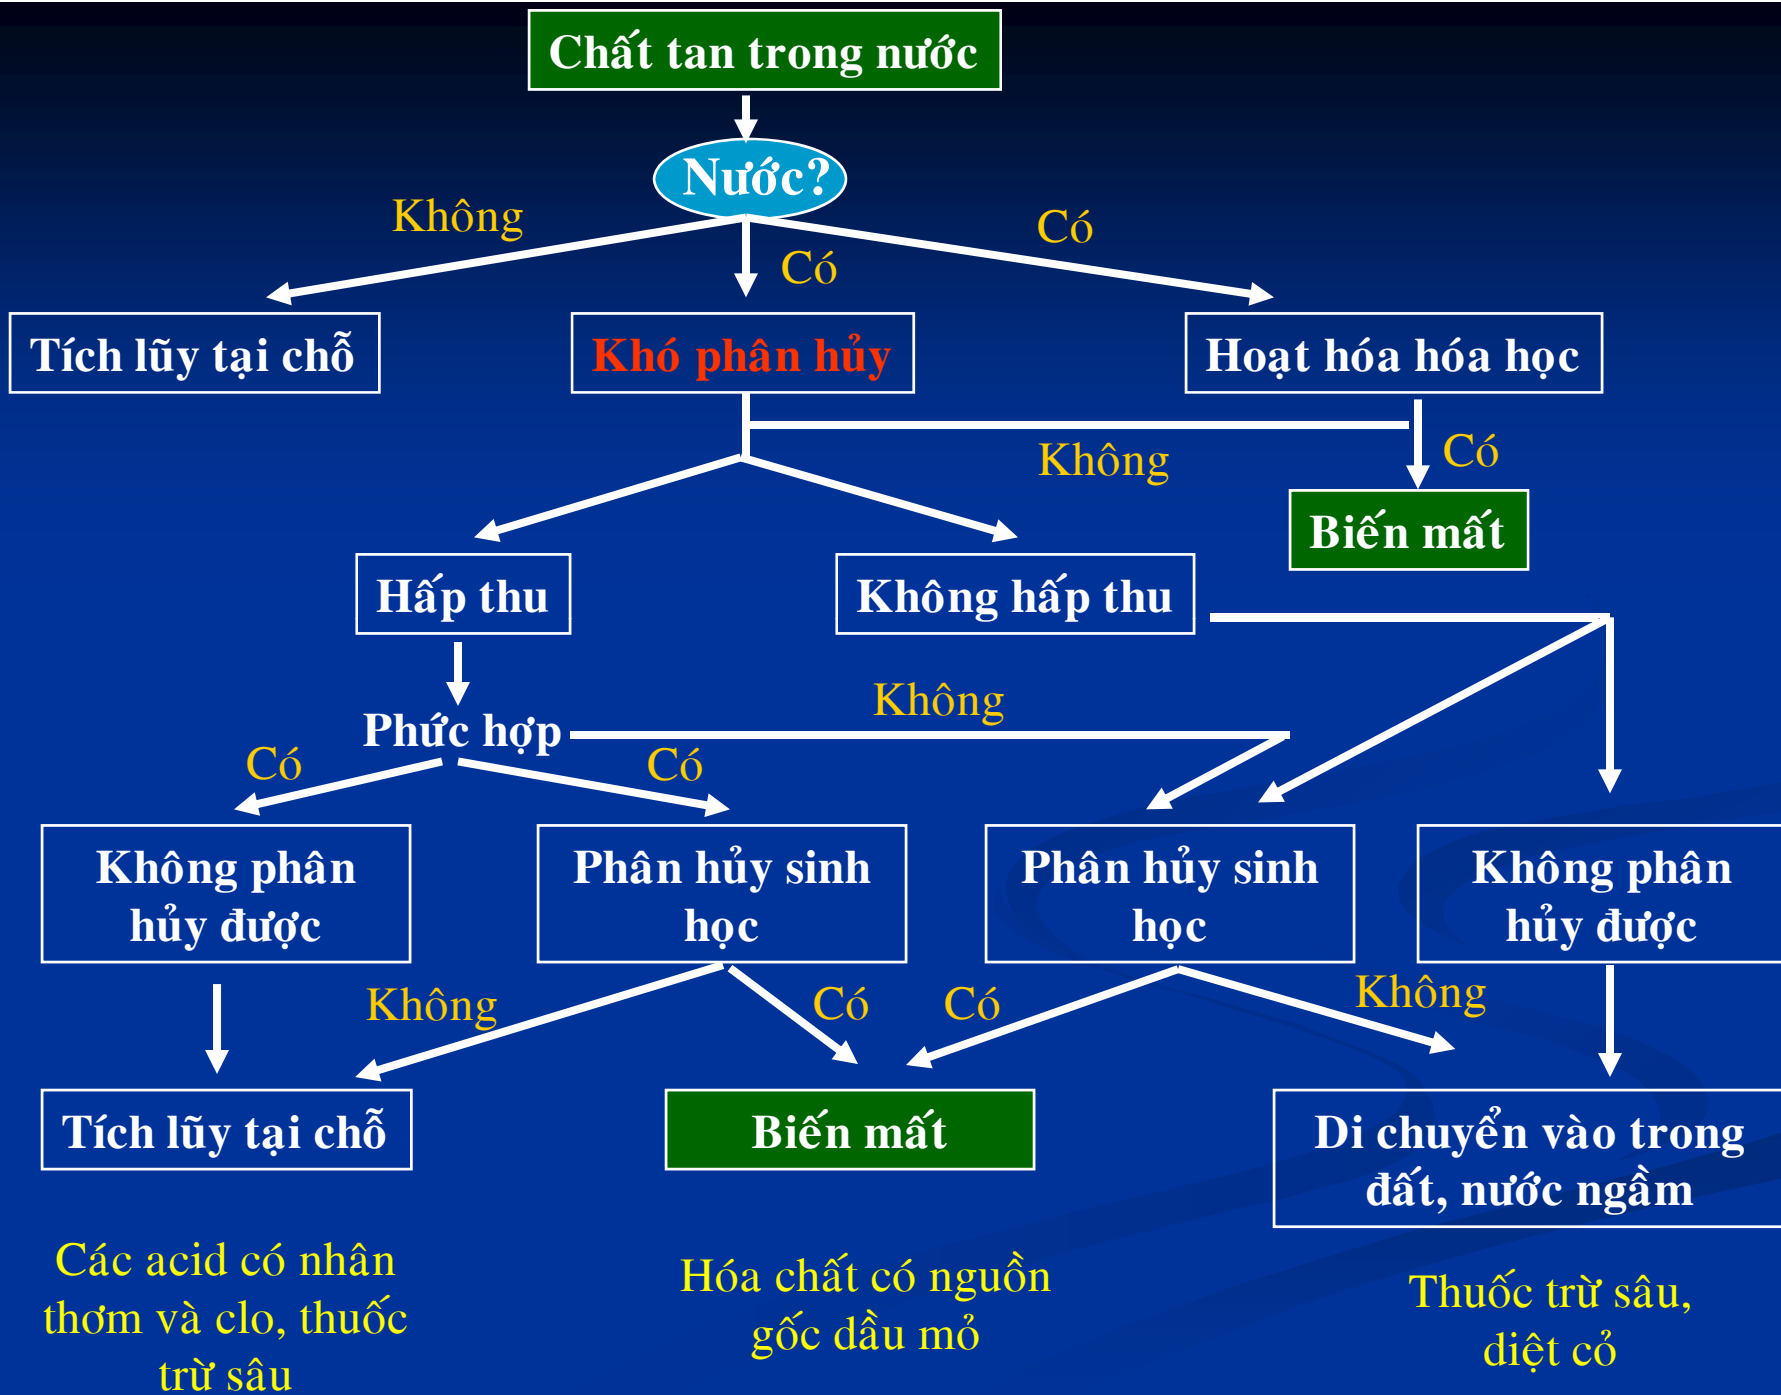 Chất tan trong nước
Nước?
Không
Có
Có
Tích lũy tại chỗ
Khó phân hủy
Hoạt hóa hóa học
Không
Có
Biến mất
Hấp thu
Không hấp thu
Không
Phức hợp
Có
Có
Không phân
hủy được
Phân hủy sinh
học
Phân hủy sinh
học
Không phân
hủy được
Không
Có
Có
Không
Tích lũy tại chỗ
Biến mất
Di chuyển vào trong
đất, nước ngầm
Các acid có nhân
thơm và clo, thuốc
trừ sâu
Hóa chất có nguồn
gốc dầu mỏ
Thuốc trừ sâu,
diệt cỏ